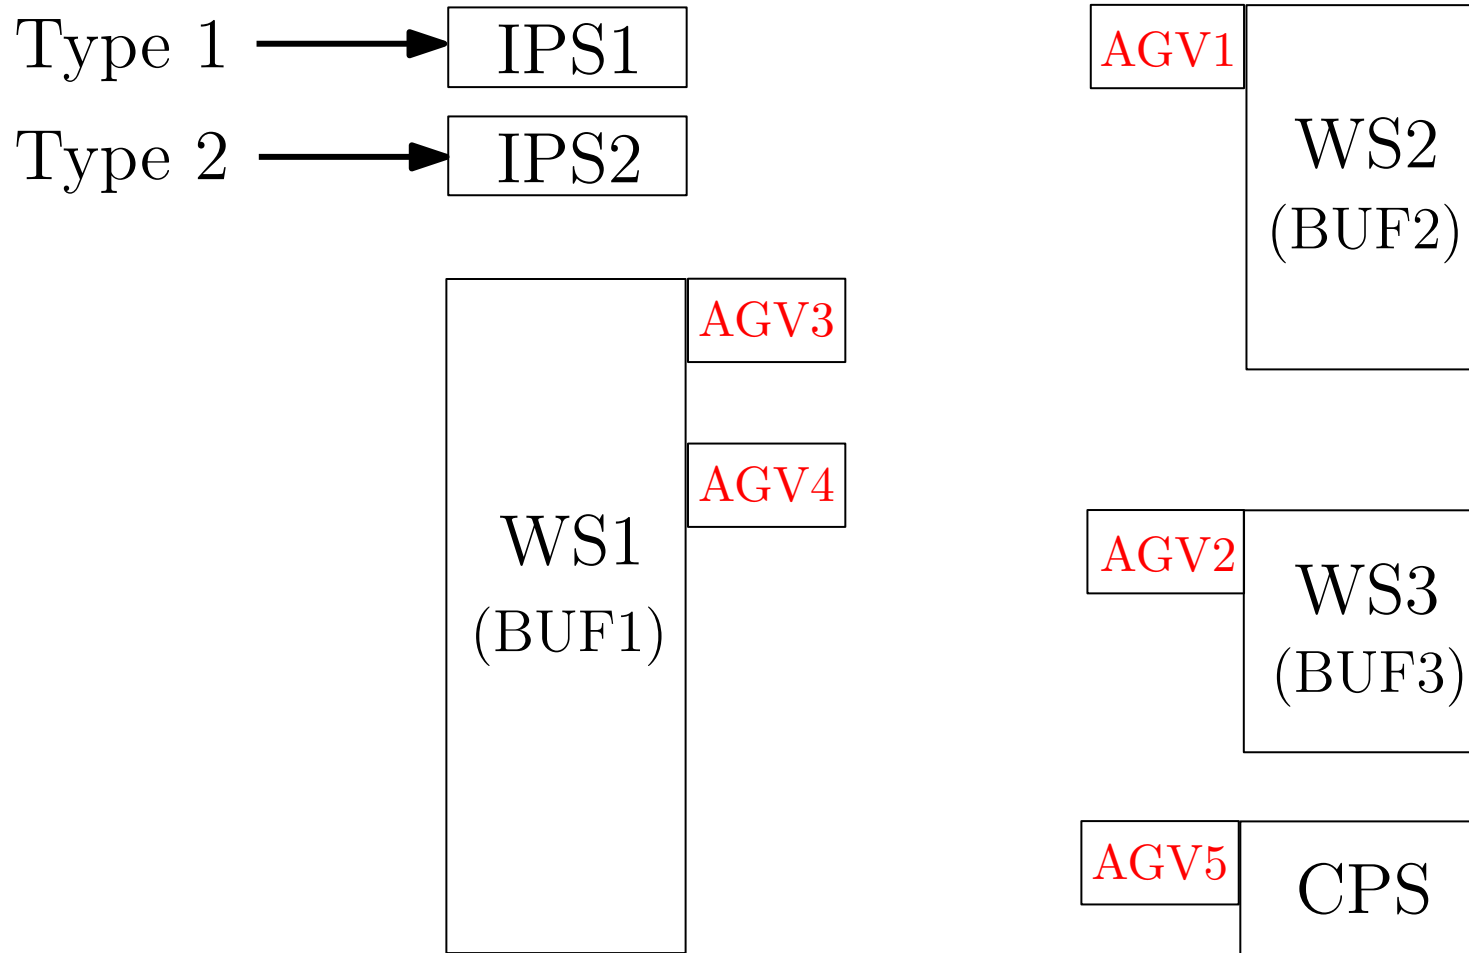 Type 1
IPS1
Type 2
IPS2
AGV1
WS2
(BUF2)
AGV3
AGV4
WS1
(BUF1)
AGV2
WS3
(BUF3)
AGV5
CPS